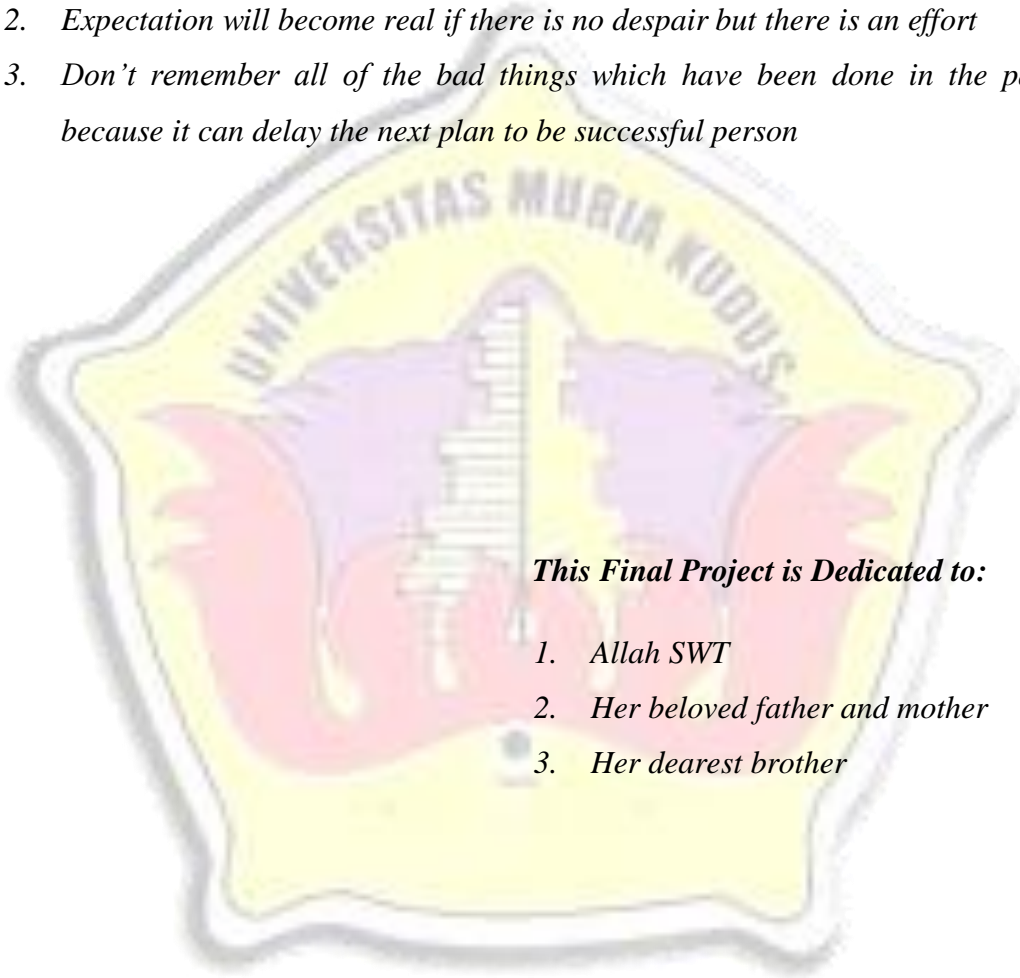 2. Expectation will become real if there is no despair but there is an effort
3. Don’t remember all of the bad things which have been done in the
because it can delay the next plan to be successful person
UNIVERSITAS MURIA KUDUS
This Final Project is Dedicated to:
1. Allah SWT
2. Her beloved father and mother
3. Her dearest brother